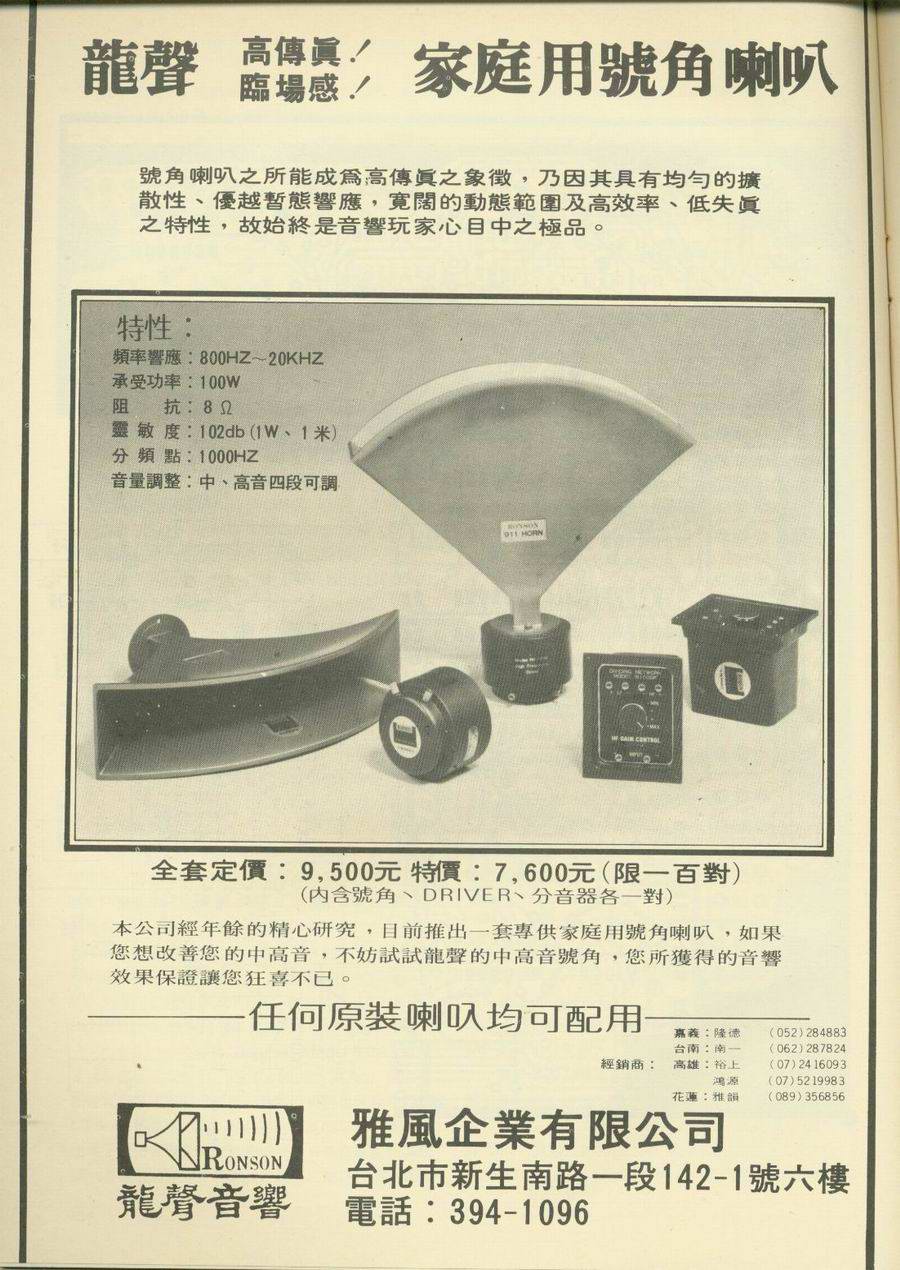 龍聲 高傳眞！ 家庭用號角喇叭
臨場感！
號角喇叭之所能成爲高傳眞之象徵，乃因其具有均勻的擴
散性、優越暫態響應，寬闊的動態範圍及高效率、低失眞
之特性，故始終是音響玩家心目中之極品。
特性：
頻率響應：800HZ～20KHZ
承受功率：100W
阻　　抗：8 Ω
靈 敏 度：102db (1W、1米)
分 頻 點：1000HZ
音量調整：中、高音四段可調
RONSON
911 HORN
DIVIDING NETWORK
MIN
MAX
HF GAIN CONTROL
INPUT
全套定價：9,500元 特價：7,600元(限一百對)
(內含號角、DRIVER、分音器各一對)
本公司經年餘的精心研究，目前推出一套專供家庭用號角喇叭，如果
您想改善您的中高音，不妨試試龍聲的中高音號角，您所獲得的音響
效果保證讓您狂喜不已。
任何原裝喇叭均可配用
經銷商：
嘉義：隆德 (052)284883
台南：南一 (062)287824
高雄：裕上 (07)2416093
鴻源 (07)5219983
花蓮：雅韻 (089)356856
RONSON
龍聲音響
雅風企業有限公司
台北市新生南路一段142-1號六樓
電話：394-1096